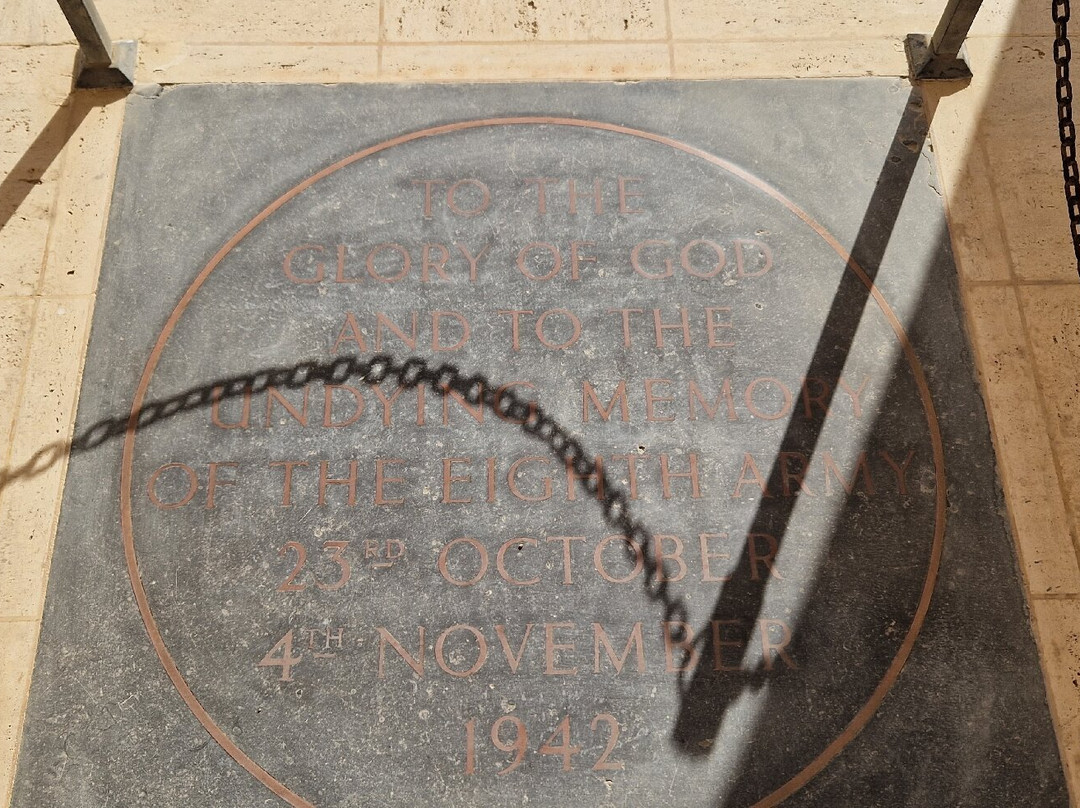 TO THE
GLORY OF GOD
AND TO THE
UNDYING MEMORY
OF THE EIGHTH ARMY
23RD OCTOBER
4TH NOVEMBER
1942